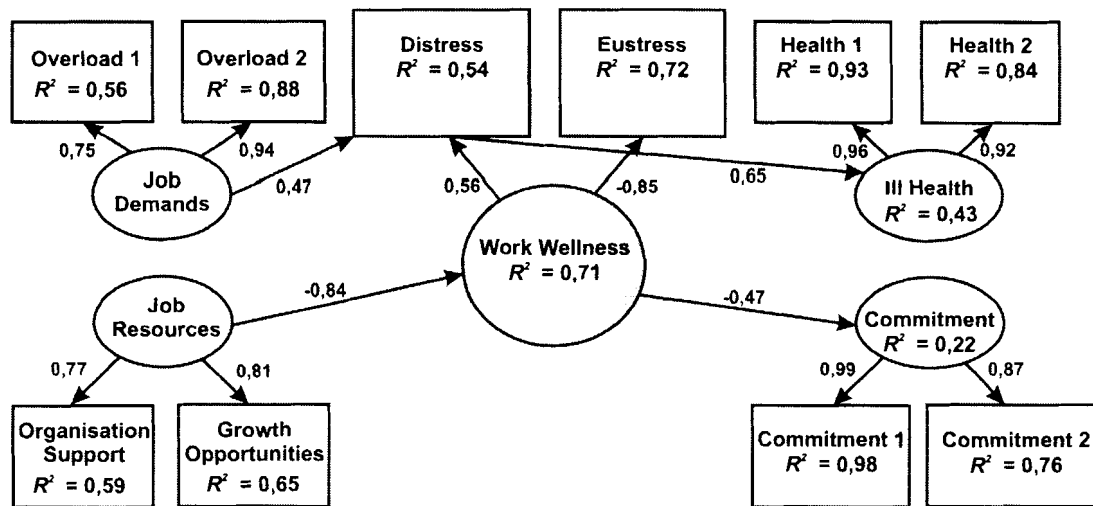 Overload 1
R² = 0,56
Overload 2
R² = 0,88
Distress
R² = 0,54
Eustress
R² = 0,72
Health 1
R² = 0,93
Health 2
R² = 0,84
0,75
0,94
0,47
0,56
-0,85
0,65
0,96
0,92
Job
Demands
Ill Health
R² = 0,43
Work Wellness
R² = 0,71
Job
Resources
-0,84
-0,47
Commitment
R² = 0,22
0,77
0,81
0,99
0,87
Organisation
Support
R² = 0,59
Growth
Opportunities
R² = 0,65
Commitment 1
R² = 0,98
Commitment 2
R² = 0,76